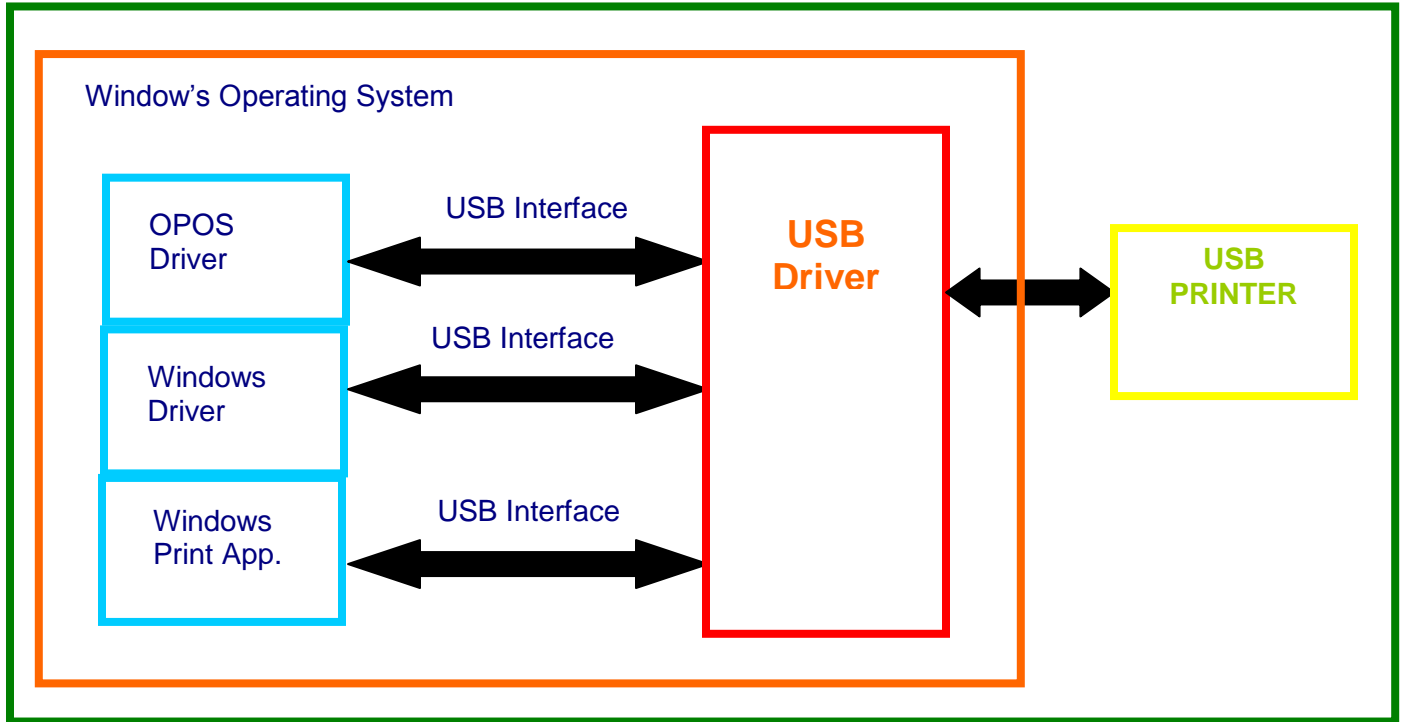 Window's Operating System
OPOS
Driver
USB Interface
Windows
Driver
USB Interface
Windows
Print App.
USB Interface
USB
Driver
USB
PRINTER